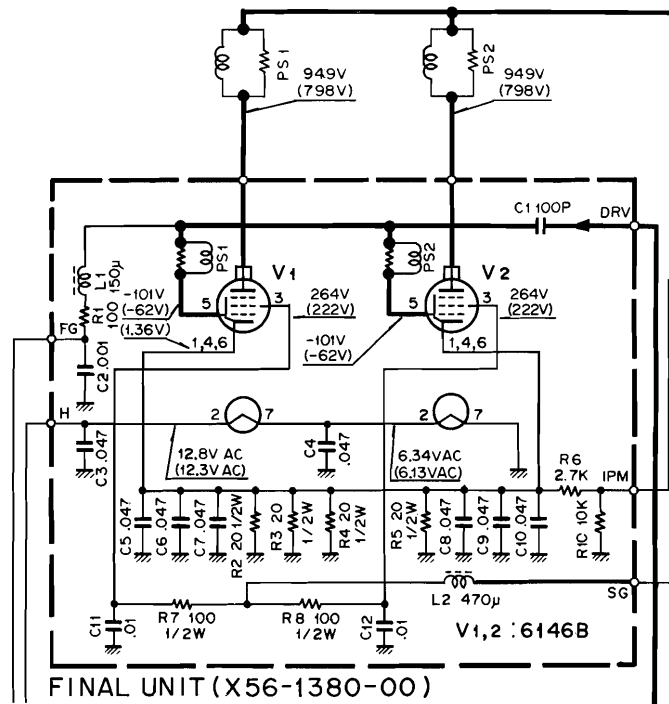 PS1
PS2
949V
(798V)
949V
(798V)
C1 100P
DRV
PS1
V1
PS2
V2
L1
150μ
R1
100
-101V
(-62V)
(1.36V)
5
3
264V
(222V)
5
3
264V
(222V)
-101V
(-62V)
FG
C2 .001
1,4,6
1,4,6
H
C3 .047
2
7
2
7
12.8V AC
(12.3V AC)
C4
.047
6.34VAC
(6.13VAC)
R6
2.7K
IPM
C5 .047
C6 .047
C7 .047
R2 20 1/2W
R3 20
1/2W
R4 20
1/2W
R5 20
1/2W
C8 .047
C9 .047
C10 .047
R1C 10K
L2 470μ
SG
C11
.01
R7 100
1/2W
R8 100
1/2W
C12
.01
V1,2 : 6146B
FINAL UNIT (X56-1380-00)